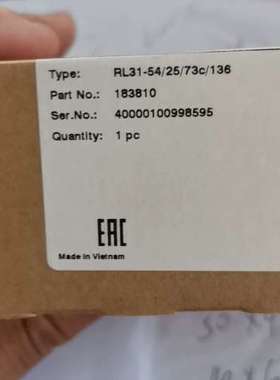 Type: RL31-54/25/73c/136
Part No.: 183810
Ser.No.: 40000100998595
Quantity: 1 pc
EAC
Made in Vietnam